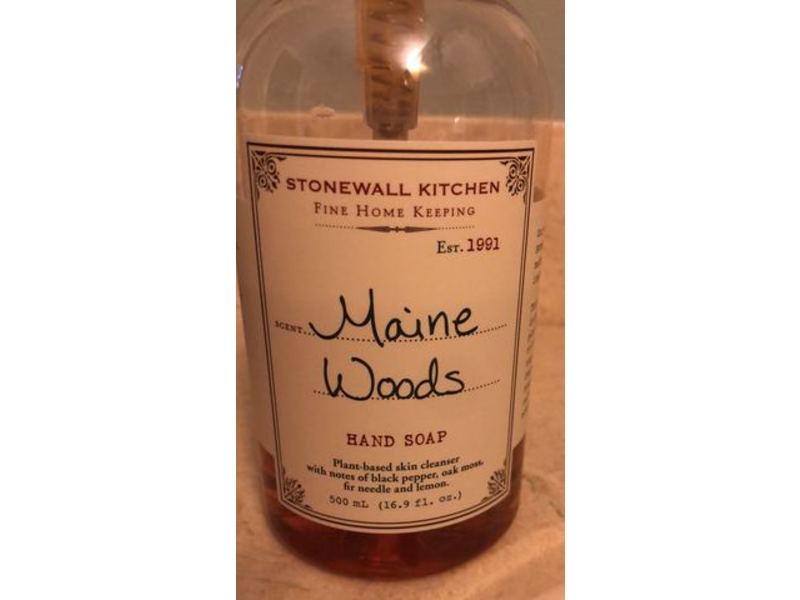 STONEWALL KITCHEN
FINE HOME KEEPING
EST. 1991
SCENT Maine
Woods
HAND SOAP
Plant-based skin cleanser
with notes of black pepper, oak moss,
fir needle and lemon.
500 mL (16.9 fl. oz.)